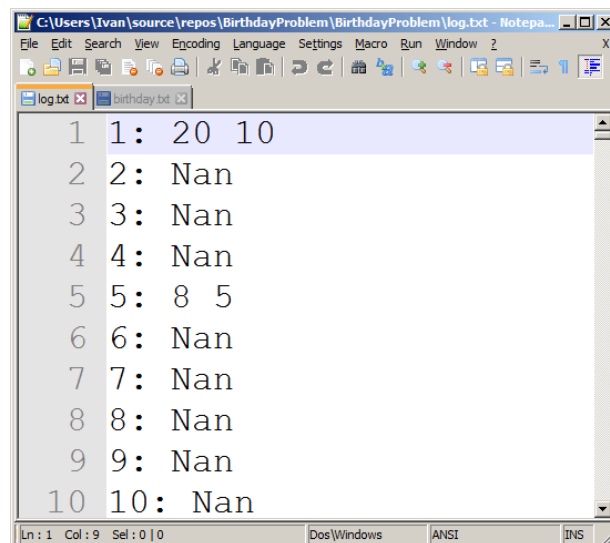 C:\Users\Ivan\source\repos\BirthdayProblem\BirthdayProblem\log.txt - Notepa...
File Edit Search View Encoding Language Settings Macro Run Window ? X
log.txt birthday.txt
1 1: 20 10
2 2: Nan
3 3: Nan
4 4: Nan
5 5: 8 5
6 6: Nan
7 7: Nan
8 8: Nan
9 9: Nan
10 10: Nan
Ln : 1 Col : 9 Sel : 0 | 0 Dos\Windows ANSI INS